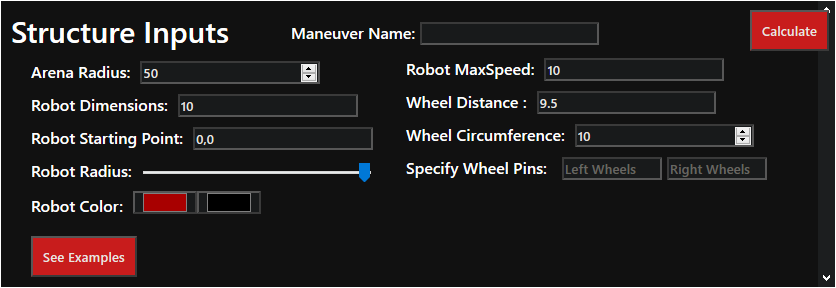 Structure Inputs
Maneuver Name:
Calculate
Arena Radius: 50
Robot Dimensions: 10
Robot Starting Point: 0,0
Robot Radius:
Robot Color:
See Examples
Robot MaxSpeed: 10
Wheel Distance : 9.5
Wheel Circumference: 10
Specify Wheel Pins: Left Wheels Right Wheels